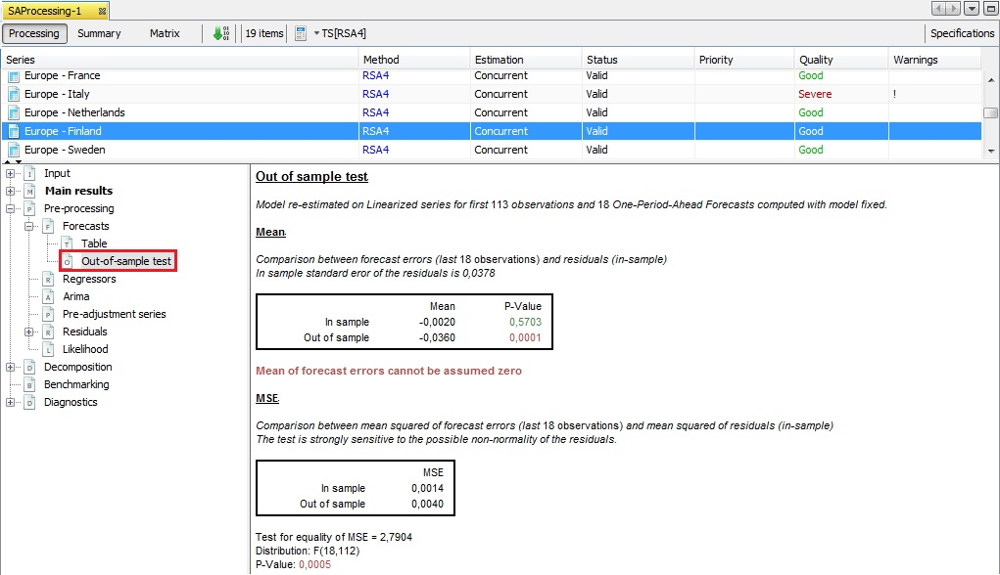 SAProcessing-1
Processing Summary Matrix 19 items TS[RSA4] Specifications
Series Method Estimation Status Priority Quality Warnings
Europe - France RSA4 Concurrent Valid Good
Europe - Italy RSA4 Concurrent Valid Severe !
Europe - Netherlands RSA4 Concurrent Valid Good
Europe - Finland RSA4 Concurrent Valid Good
Europe - Sweden RSA4 Concurrent Valid Good
Input
Main results
Pre-processing
Forecasts
Table
Out-of-sample test
Regressors
Arima
Pre-adjustment series
Residuals
Likelihood
Decomposition
Benchmarking
Diagnostics
Out of sample test
Model re-estimated on Linearized series for first 113 observations and 18 One-Period-Ahead Forecasts computed with model fixed.
Mean
Comparison between forecast errors (last 18 observations) and residuals (in-sample)
In sample standard eror of the residuals is 0,0378
Mean P-Value
In sample -0,0020 0,5703
Out of sample -0,0360 0,0001
Mean of forecast errors cannot be assumed zero
MSE
Comparison between mean squared of forecast errors (last 18 observations) and mean squared of residuals (in-sample)
The test is strongly sensitive to the possible non-normality of the residuals.
MSE
In sample 0,0014
Out of sample 0,0040
Test for equality of MSE = 2,7904
Distribution: F(18,112)
P-Value: 0,0005